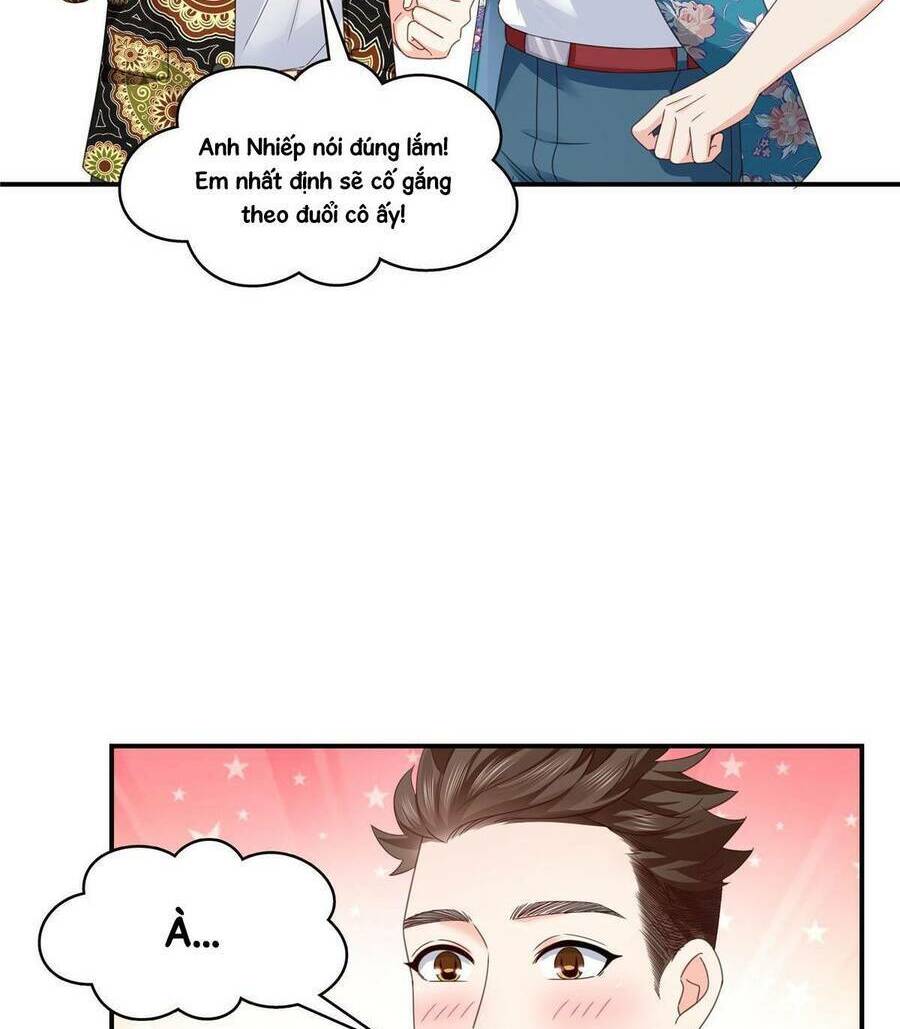 Anh Nhiếp nói đúng lắm!
Em nhất định sẽ cố gắng
theo đuổi cô ấy!
À...